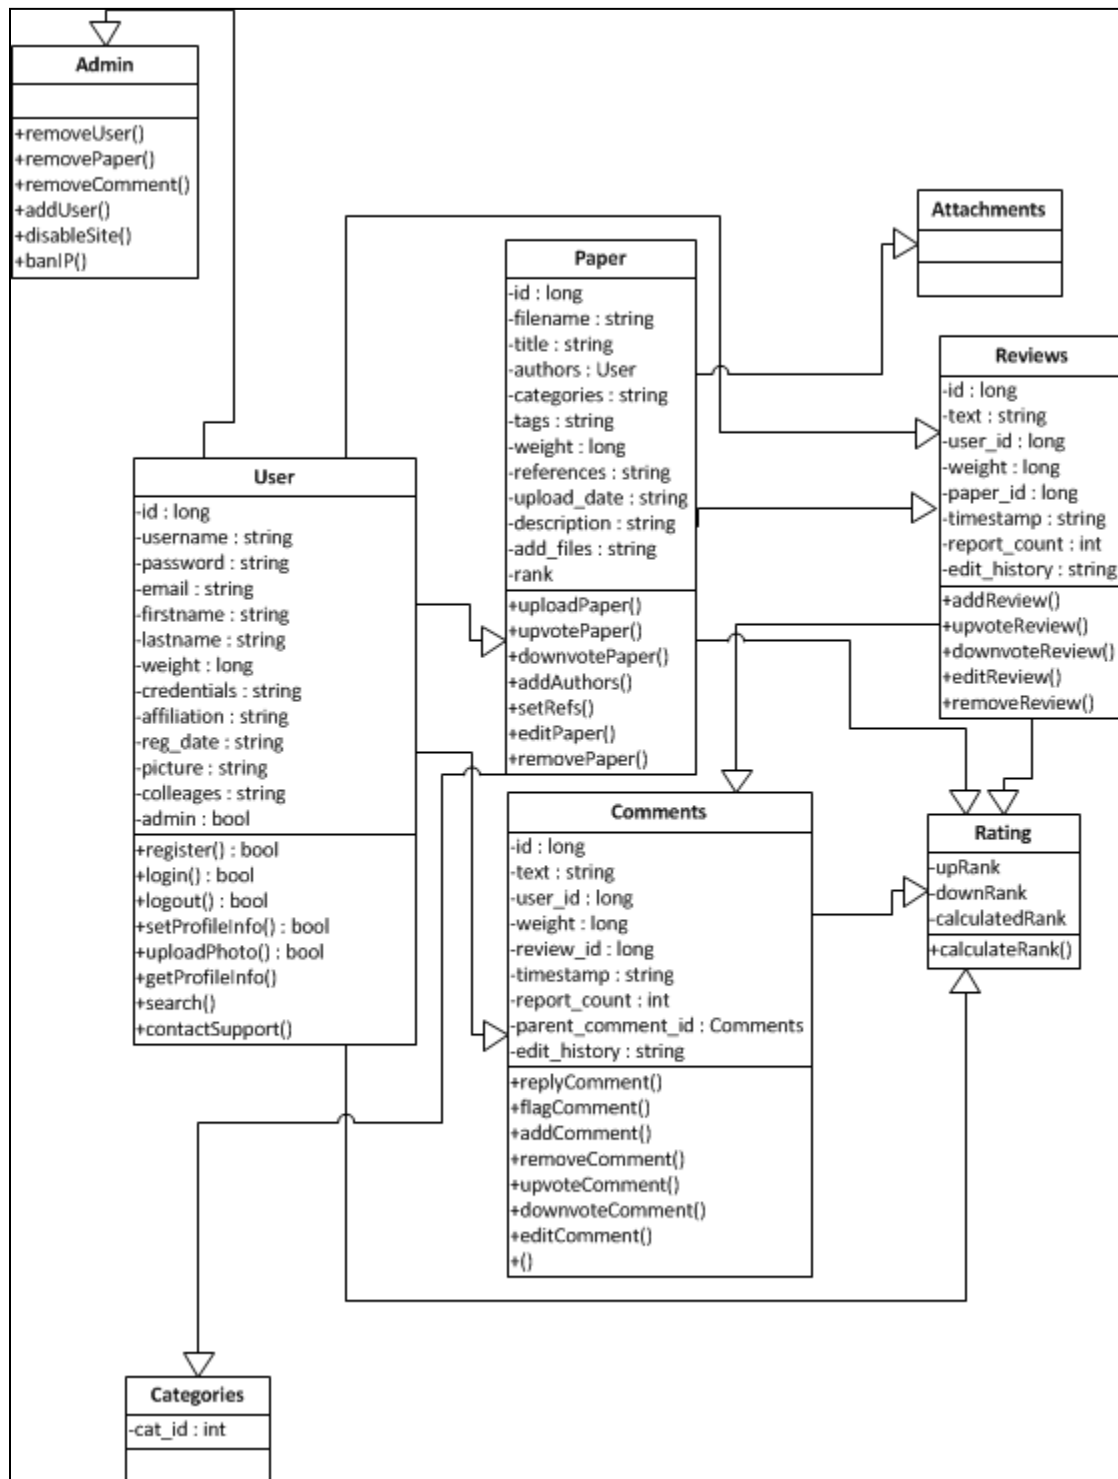 Admin
+removeUser()
+removePaper()
+removeComment()
+addUser()
+disableSite()
+banIP()
Attachments
Paper
-id : long
-filename : string
-title : string
-authors : User
-categories : string
-tags : string
-weight : long
-references : string
-upload_date : string
-description : string
-add_files : string
-rank
+uploadPaper()
+upvotePaper()
+downvotePaper()
+addAuthors()
+setRefs()
+editPaper()
+removePaper()
Reviews
-id : long
-text : string
-user_id : long
-weight : long
-paper_id : long
-timestamp : string
-report_count : int
-edit_history : string
+addReview()
+upvoteReview()
+downvoteReview()
+editReview()
+removeReview()
User
-id : long
-username : string
-password : string
-email : string
-firstname : string
-lastname : string
-weight : long
-credentials : string
-affiliation : string
-reg_date : string
-picture : string
-colleages : string
-admin : bool
+register() : bool
+login() : bool
+logout() : bool
+setProfileInfo() : bool
+uploadPhoto() : bool
+getProfileInfo()
+search()
+contactSupport()
Comments
-id : long
-text : string
-user_id : long
-weight : long
-review_id : long
-timestamp : string
-report_count : int
-parent_comment_id : Comments
-edit_history : string
+replyComment()
+flagComment()
+addComment()
+removeComment()
+upvoteComment()
+downvoteComment()
+editComment()
+()
Rating
-upRank
-downRank
-calculatedRank
+calculateRank()
Categories
-cat_id : int